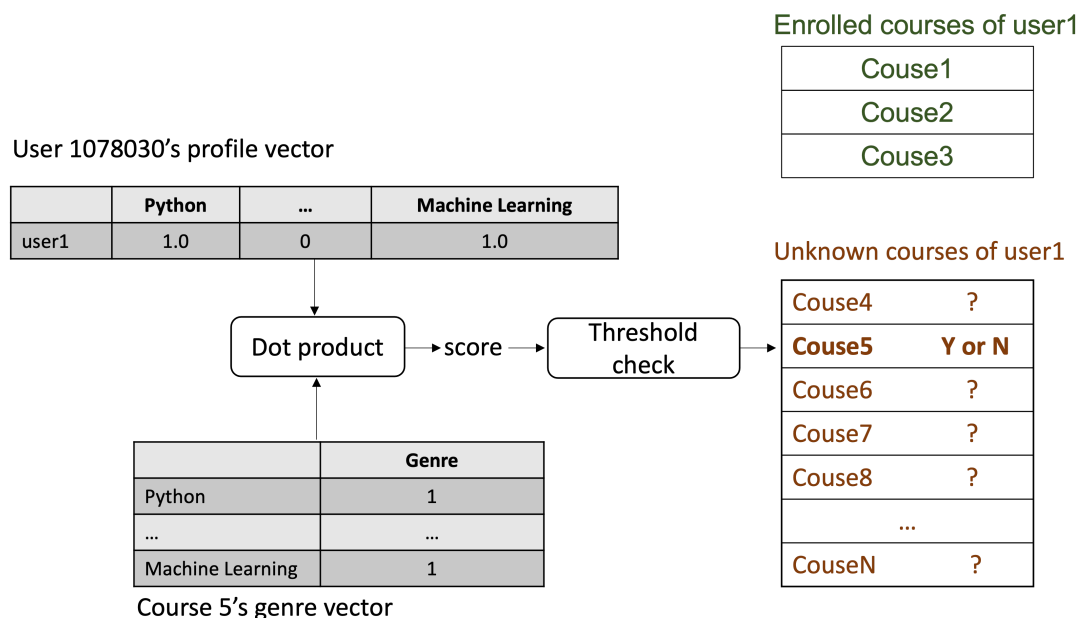 Enrolled courses of user1
Couse1
Couse2
Couse3
User 1078030's profile vector
Python ... Machine Learning
user1 1.0 0 1.0
Unknown courses of user1
Couse4 ?
Couse5 Y or N
Couse6 ?
Couse7 ?
Couse8 ?
...
CouseN ?
Dot product
score
Threshold
check
Genre
Python 1
... ...
Machine Learning 1
Course 5's genre vector